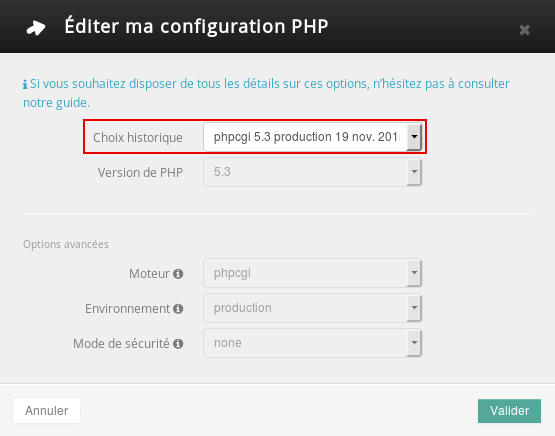 Éditer ma configuration PHP
Si vous souhaitez disposer de tous les détails sur ces options, n'hésitez pas à consulter
notre guide.
Choix historique phpcgi 5.3 production 19 nov. 201
Version de PHP 5.3
Options avancées
Moteur phpcgi
Environnement production
Mode de sécurité none
Annuler Valider